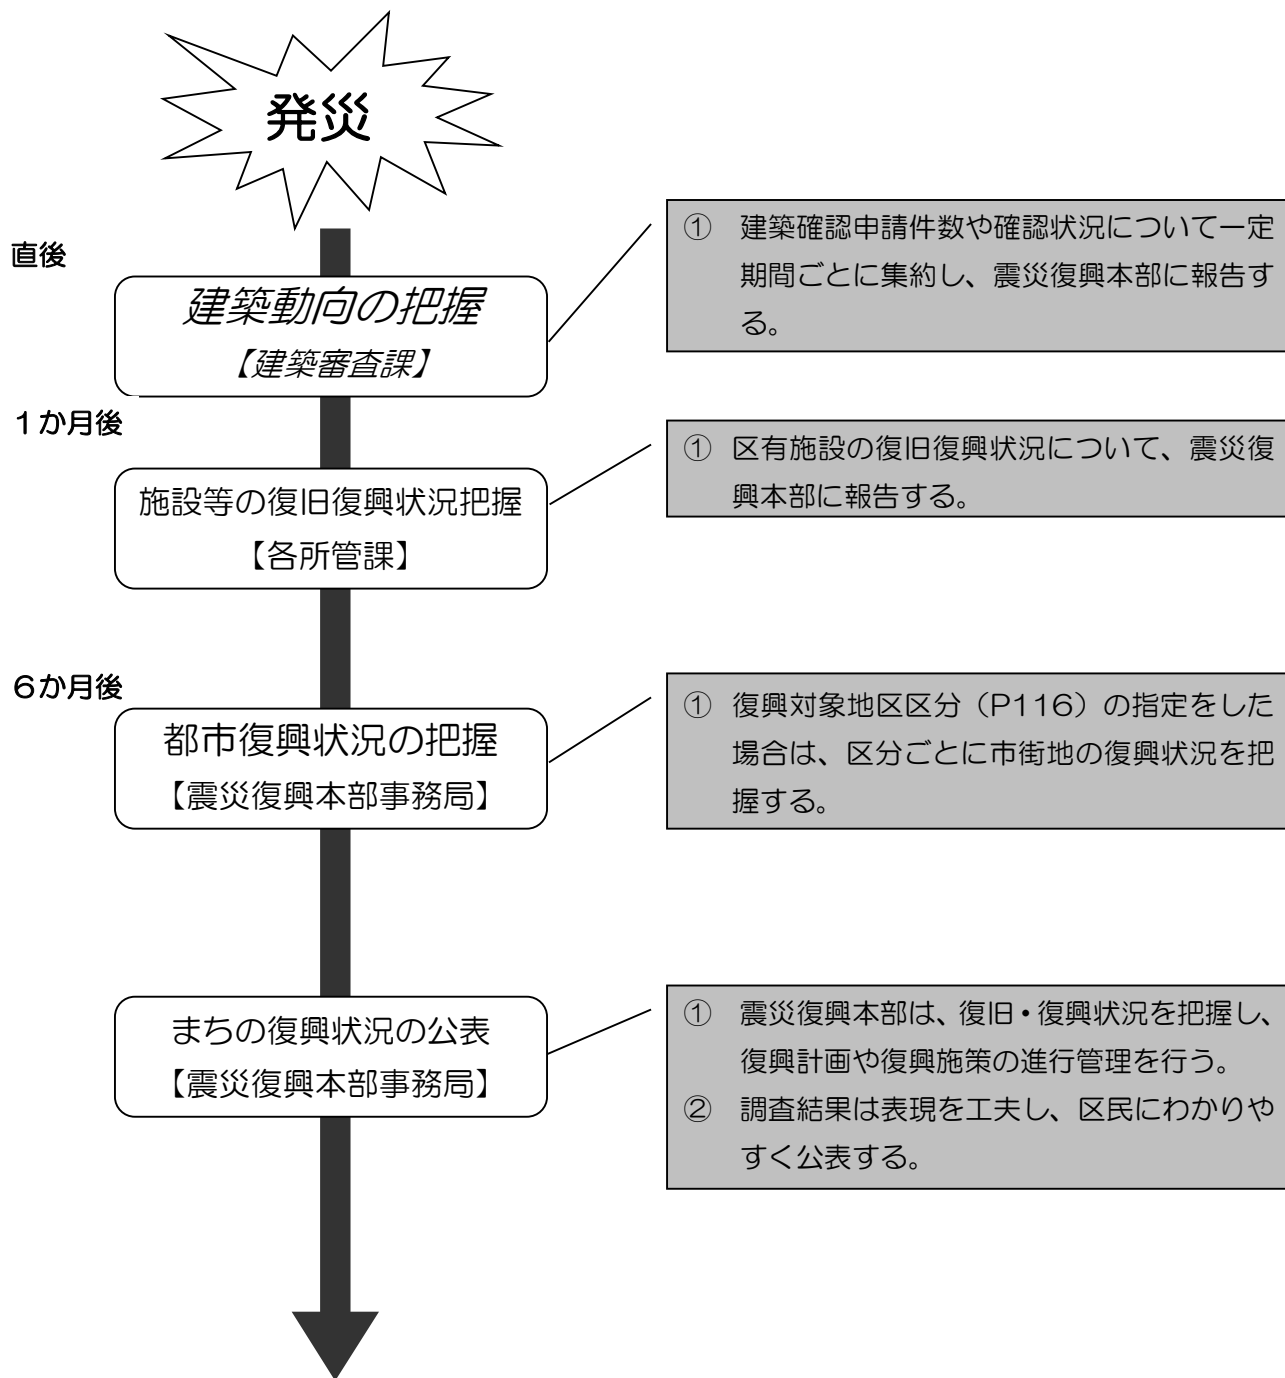 発災
直後
建築動向の把握
【建築審査課】
① 建築確認申請件数や確認状況について一定
期間ごとに集約し、震災復興本部に報告す
る。
１か月後
施設等の復旧復興状況把握
【各所管課】
① 区有施設の復旧復興状況について、震災復
興本部に報告する。
６か月後
都市復興状況の把握
【震災復興本部事務局】
① 復興対象地区区分（P116）の指定をした
場合は、区分ごとに市街地の復興状況を把
握する。
まちの復興状況の公表
【震災復興本部事務局】
① 震災復興本部は、復旧・復興状況を把握し、
復興計画や復興施策の進行管理を行う。
② 調査結果は表現を工夫し、区民にわかりや
すく公表する。